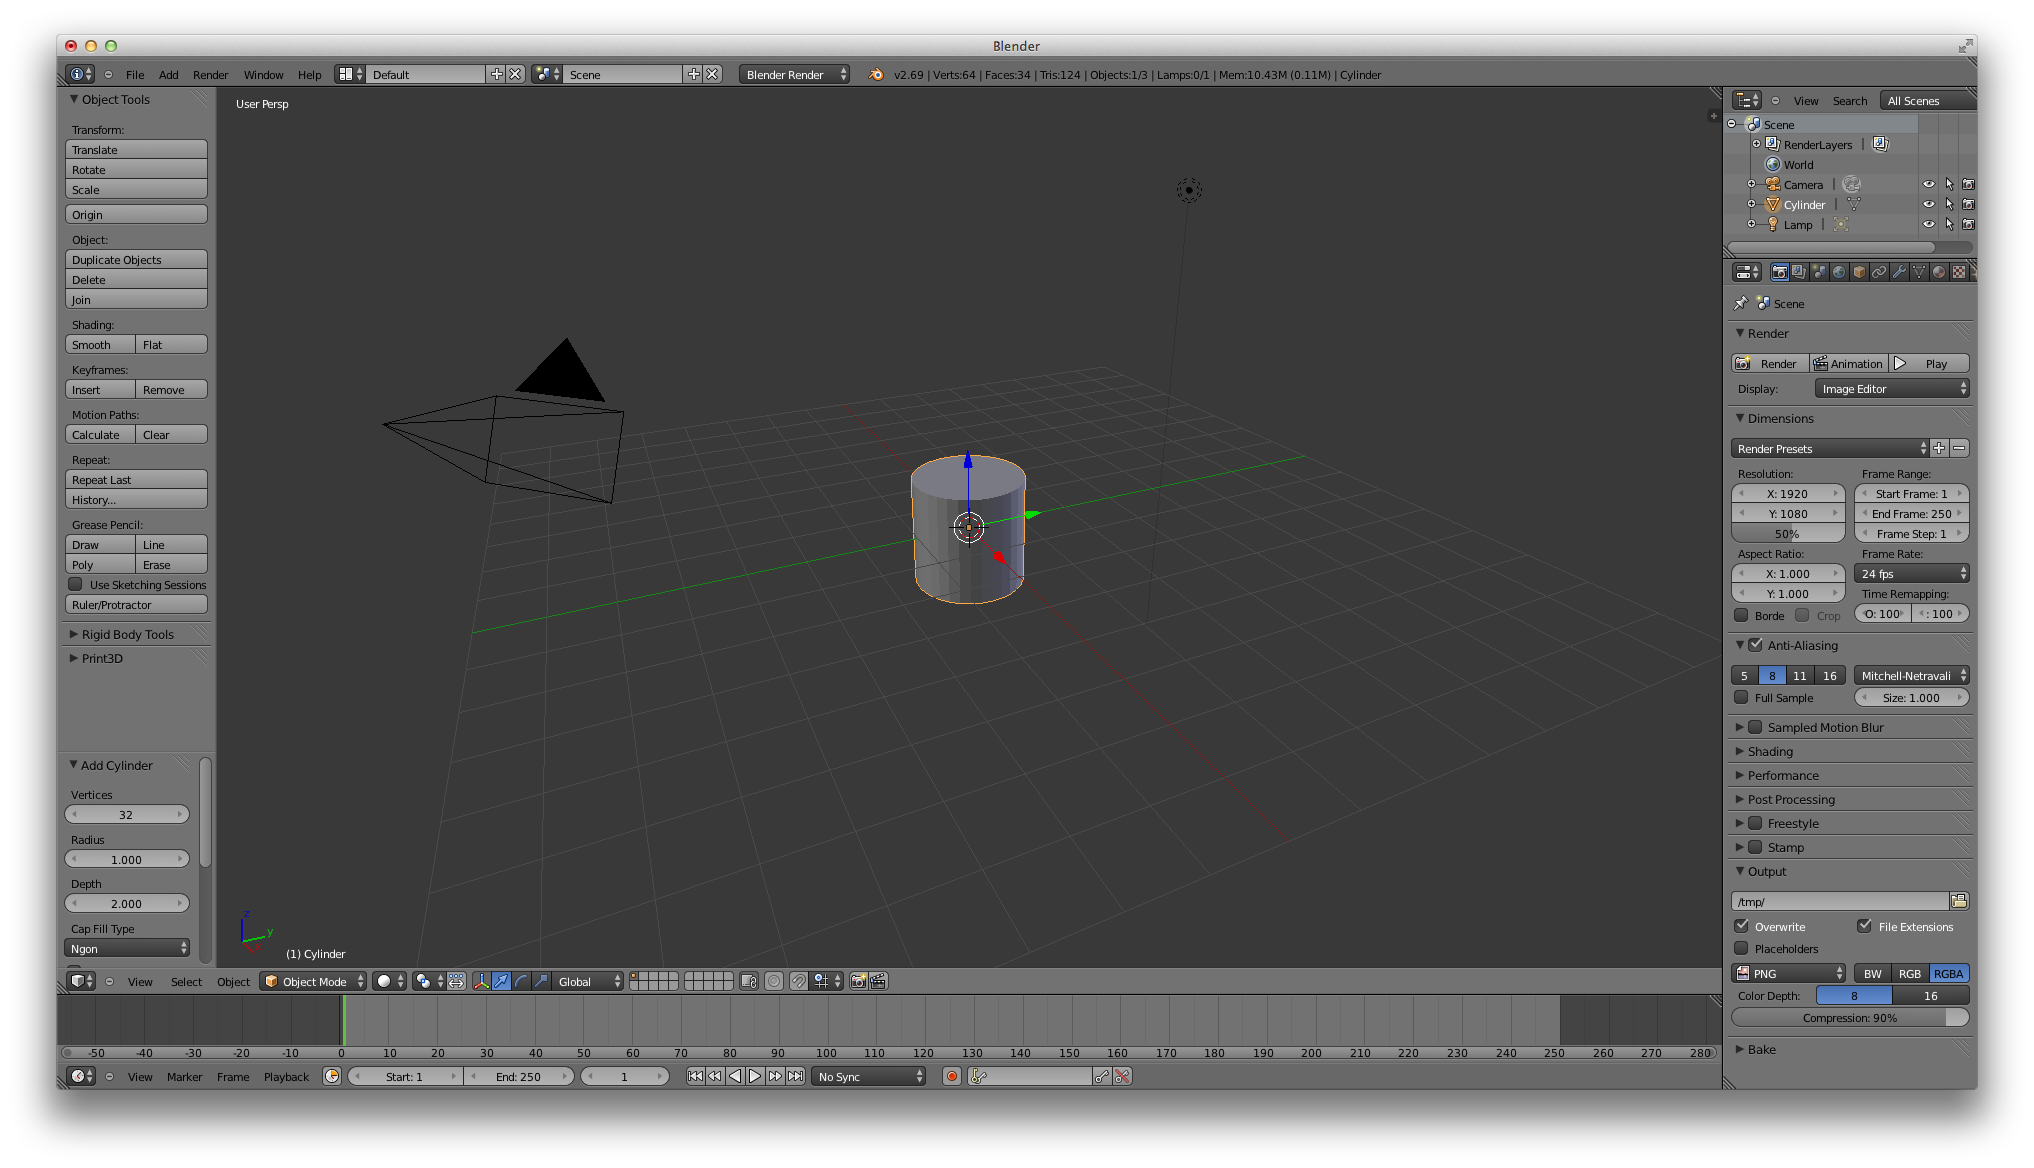 Blender
File Add Render Window Help Default Scene Blender Render v2.69 | Verts:64 | Faces:34 | Tris:124 | Objects:1/3 | Lamps:0/1 | Mem:10.43M (0.11M) | Cylinder
Object Tools
Transform:
Translate
Rotate
Scale
Origin
Object:
Duplicate Objects
Delete
Join
Shading:
Smooth Flat
Keyframes:
Insert Remove
Motion Paths:
Calculate Clear
Repeat:
Repeat Last
History...
Grease Pencil:
Draw Line
Poly Erase
Use Sketching Sessions
Ruler/Protractor
Rigid Body Tools
Print3D
Add Cylinder
Vertices
32
Radius
1.000
Depth
2.000
Cap Fill Type
Ngon
User Persp
z
y
(1) Cylinder
View Select Object Object Mode Global
-50 -40 -30 -20 -10 0 10 20 30 40 50 60 70 80 90 100 110 120 130 140 150 160 170 180 190 200 210 220 230 240 250 260 270 280
View Marker Frame Playback Start: 1 End: 250 1 No Sync
View Search All Scenes
Scene
RenderLayers |
World
Camera |
Cylinder |
Lamp |
Scene
Render
Render Animation Play
Display: Image Editor
Dimensions
Render Presets
Resolution: Frame Range:
X: 1920 Start Frame: 1
Y: 1080 End Frame: 250
50% Frame Step: 1
Aspect Ratio: Frame Rate:
X: 1.000 24 fps
Y: 1.000 Time Remapping:
Borde Crop O: 100 : 100
Anti-Aliasing
5 8 11 16 Mitchell-Netravali
Full Sample Size: 1.000
Sampled Motion Blur
Shading
Performance
Post Processing
Freestyle
Stamp
Output
/tmp/
Overwrite File Extensions
Placeholders
PNG BW RGB RGBA
Color Depth: 8 16
Compression: 90%
Bake